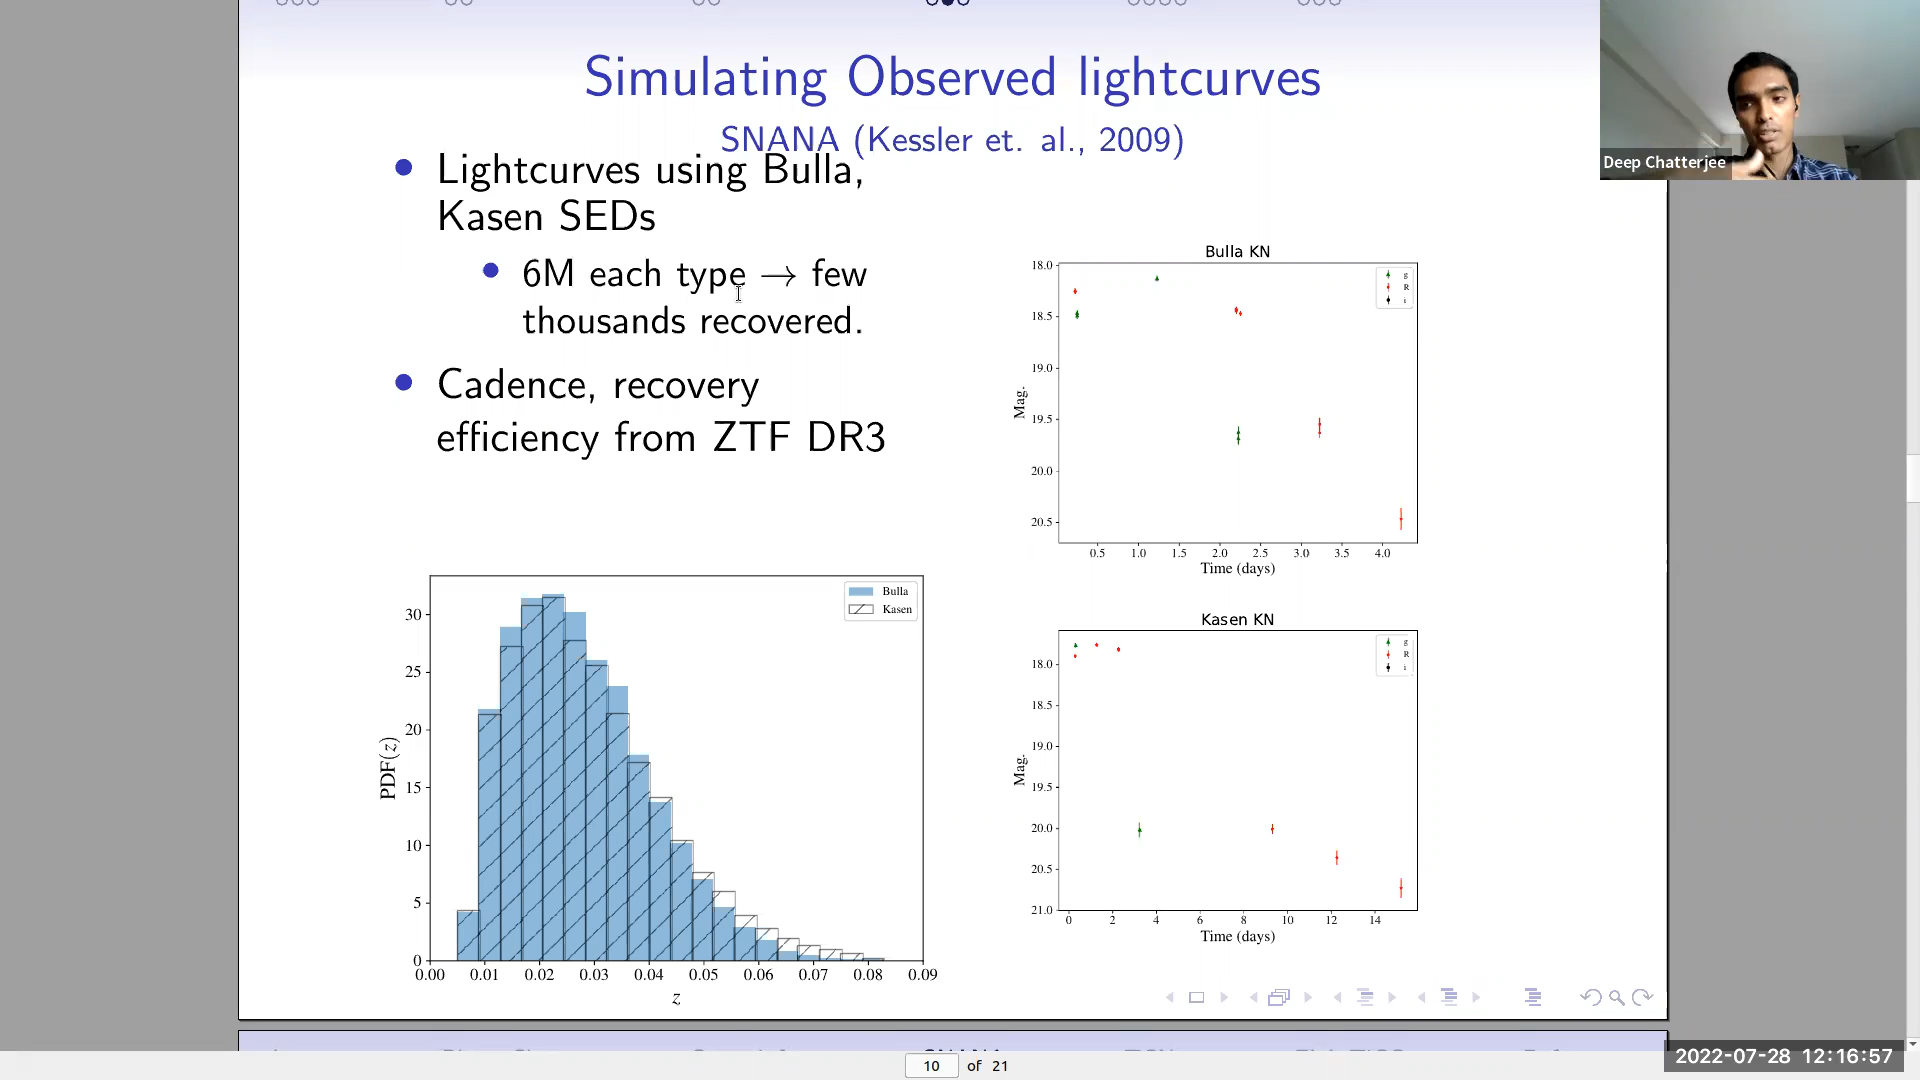 Simulating Observed lightcurves
SNANA (Kessler et. al., 2009)
Lightcurves using Bulla,
Kasen SEDs
6M each type → few
thousands recovered.
Cadence, recovery
efficiency from ZTF DR3
Deep Chatterjee
Bulla KN
18.0
18.5
19.0
19.5
20.0
20.5
Mag.
g
R
i
0.5 1.0 1.5 2.0 2.5 3.0 3.5 4.0
Time (days)
Bulla
Kasen
30
25
20
15
10
5
0
PDF(z)
0.00 0.01 0.02 0.03 0.04 0.05 0.06 0.07 0.08 0.09
z
Kasen KN
18.0
18.5
19.0
19.5
20.0
20.5
21.0
Mag.
g
R
i
0 2 4 6 8 10 12 14
Time (days)
10 of 21
2022-07-28 12:16:57